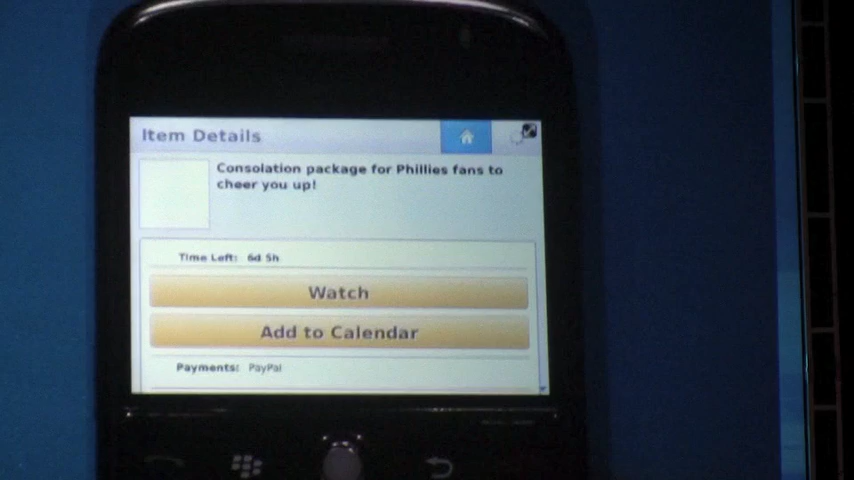 Item Details
Consolation package for Phillies fans to
cheer you up!
Time Left: 6d 5h
Watch
Add to Calendar
Payments: PayPal